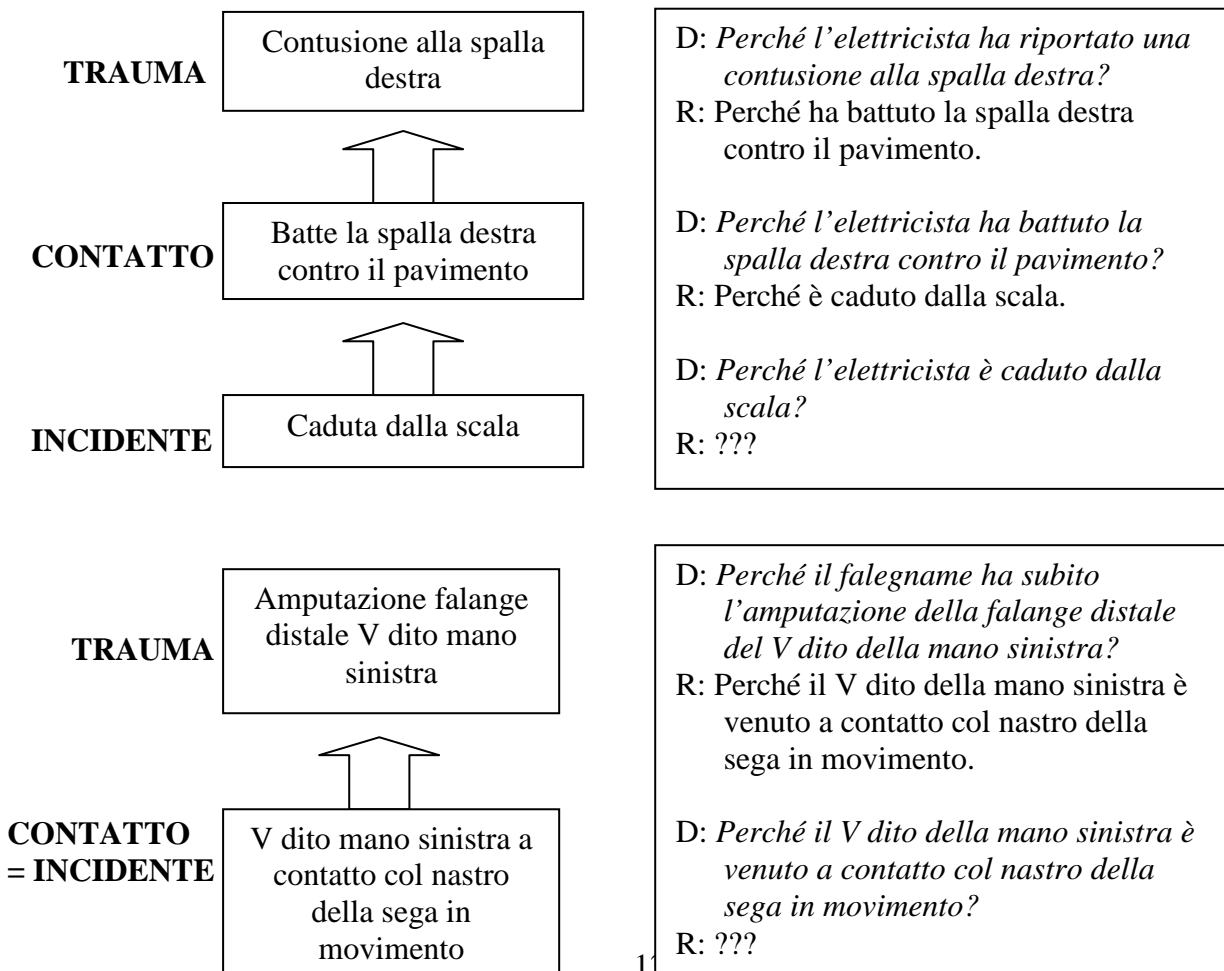 TRAUMA
Contusione alla spalla
destra
CONTATTO
Batte la spalla destra
contro il pavimento
INCIDENTE
Caduta dalla scala
D: Perché l’elettricista ha riportato una
contusione alla spalla destra?
R: Perché ha battuto la spalla destra
contro il pavimento.
D: Perché l’elettricista ha battuto la
spalla destra contro il pavimento?
R: Perché è caduto dalla scala.
D: Perché l’elettricista è caduto dalla
scala?
R: ???
TRAUMA
Amputazione falange
distale V dito mano
sinistra
CONTATTO
= INCIDENTE
V dito mano sinistra a
contatto col nastro
della sega in
movimento
D: Perché il falegname ha subito
l’amputazione della falange distale
del V dito della mano sinistra?
R: Perché il V dito della mano sinistra è
venuto a contatto col nastro della
sega in movimento.
D: Perché il V dito della mano sinistra è
venuto a contatto col nastro della
sega in movimento?
R: ???